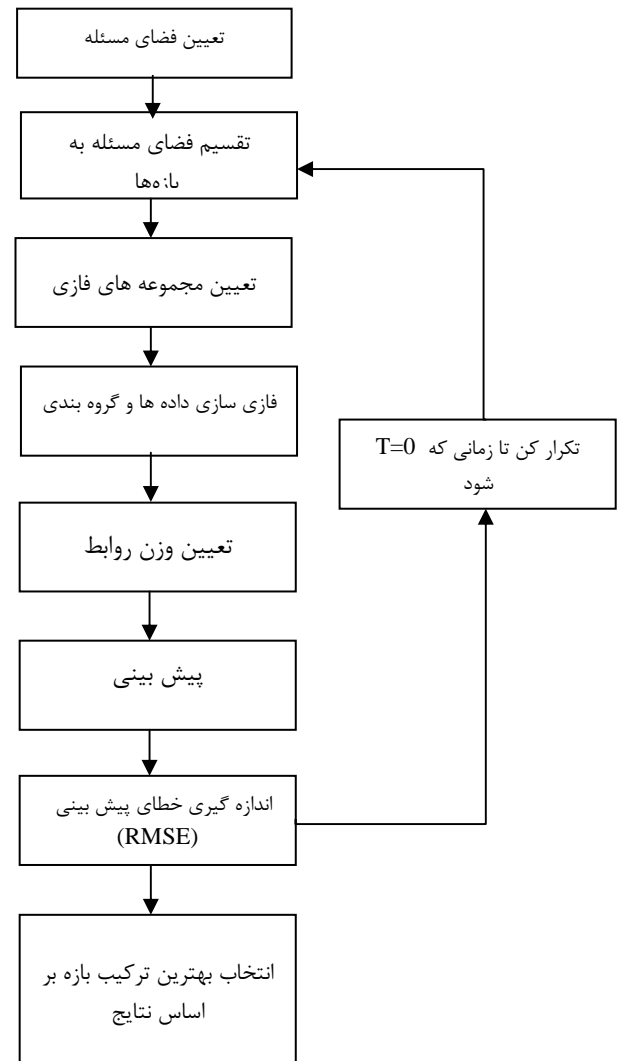 تعیین فضای مسئله
تقسیم فضای مسئله به
بازه‌ها
تعیین مجموعه های فازی
فازی سازی داده ها و گروه بندی
تکرار کن تا زمانی که T=0
شود
تعیین وزن روابط
پیش بینی
اندازه گیری خطای پیش بینی
(RMSE)
انتخاب بهترین ترکیب بازه بر
اساس نتایج